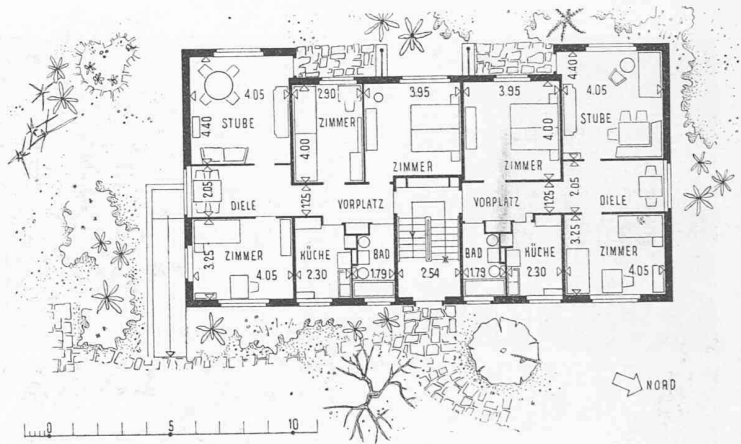 4.05
STUBE
4.40
2.90
ZIMMER
4.00
3.95
ZIMMER
3.95
4.00
ZIMMER
4.40
4.05
STUBE
2.05
DIELE
1.25
VORPLATZ
VORPLATZ
1.25
2.05
DIELE
3.25
ZIMMER
4.05
KÜCHE
2.30
BAD
1.79
2.54
BAD
1.79
KÜCHE
2.30
3.25
ZIMMER
4.05
NORD
0 5 10